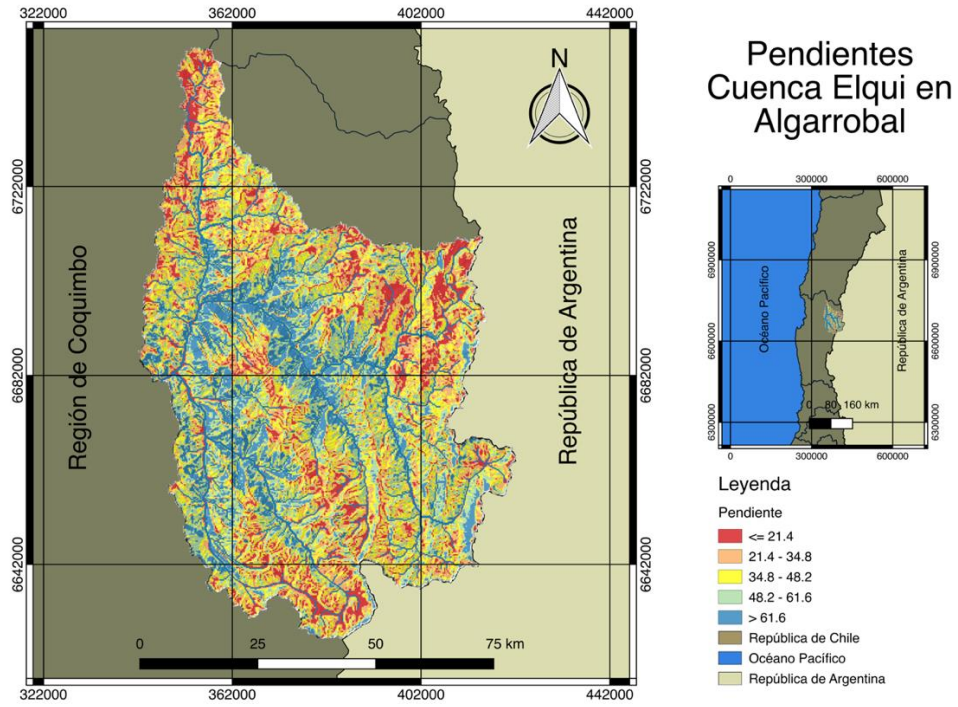 322000 362000 402000 442000
N
6722000 6722000
Región de Coquimbo
República de Argentina
6682000 6682000
6642000 6642000
0 25 50 75 km
322000 362000 402000 442000
Pendientes
Cuenca Elqui en
Algarrobal
0 300000 600000
6900000 6900000
Océano Pacífico
República de Argentina
6600000 6600000
0 80 160 km
6300000 6300000
0 300000 600000
Leyenda
Pendiente
<= 21.4
21.4 - 34.8
34.8 - 48.2
48.2 - 61.6
> 61.6
República de Chile
Océano Pacífico
República de Argentina